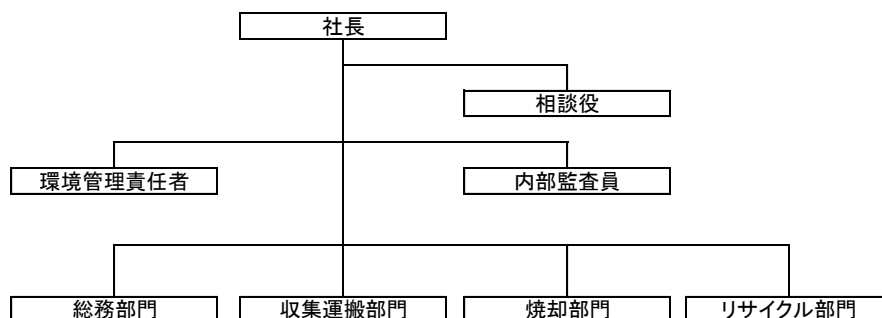 社長
相談役
環境管理責任者
内部監査員
総務部門
収集運搬部門
焼却部門
リサイクル部門